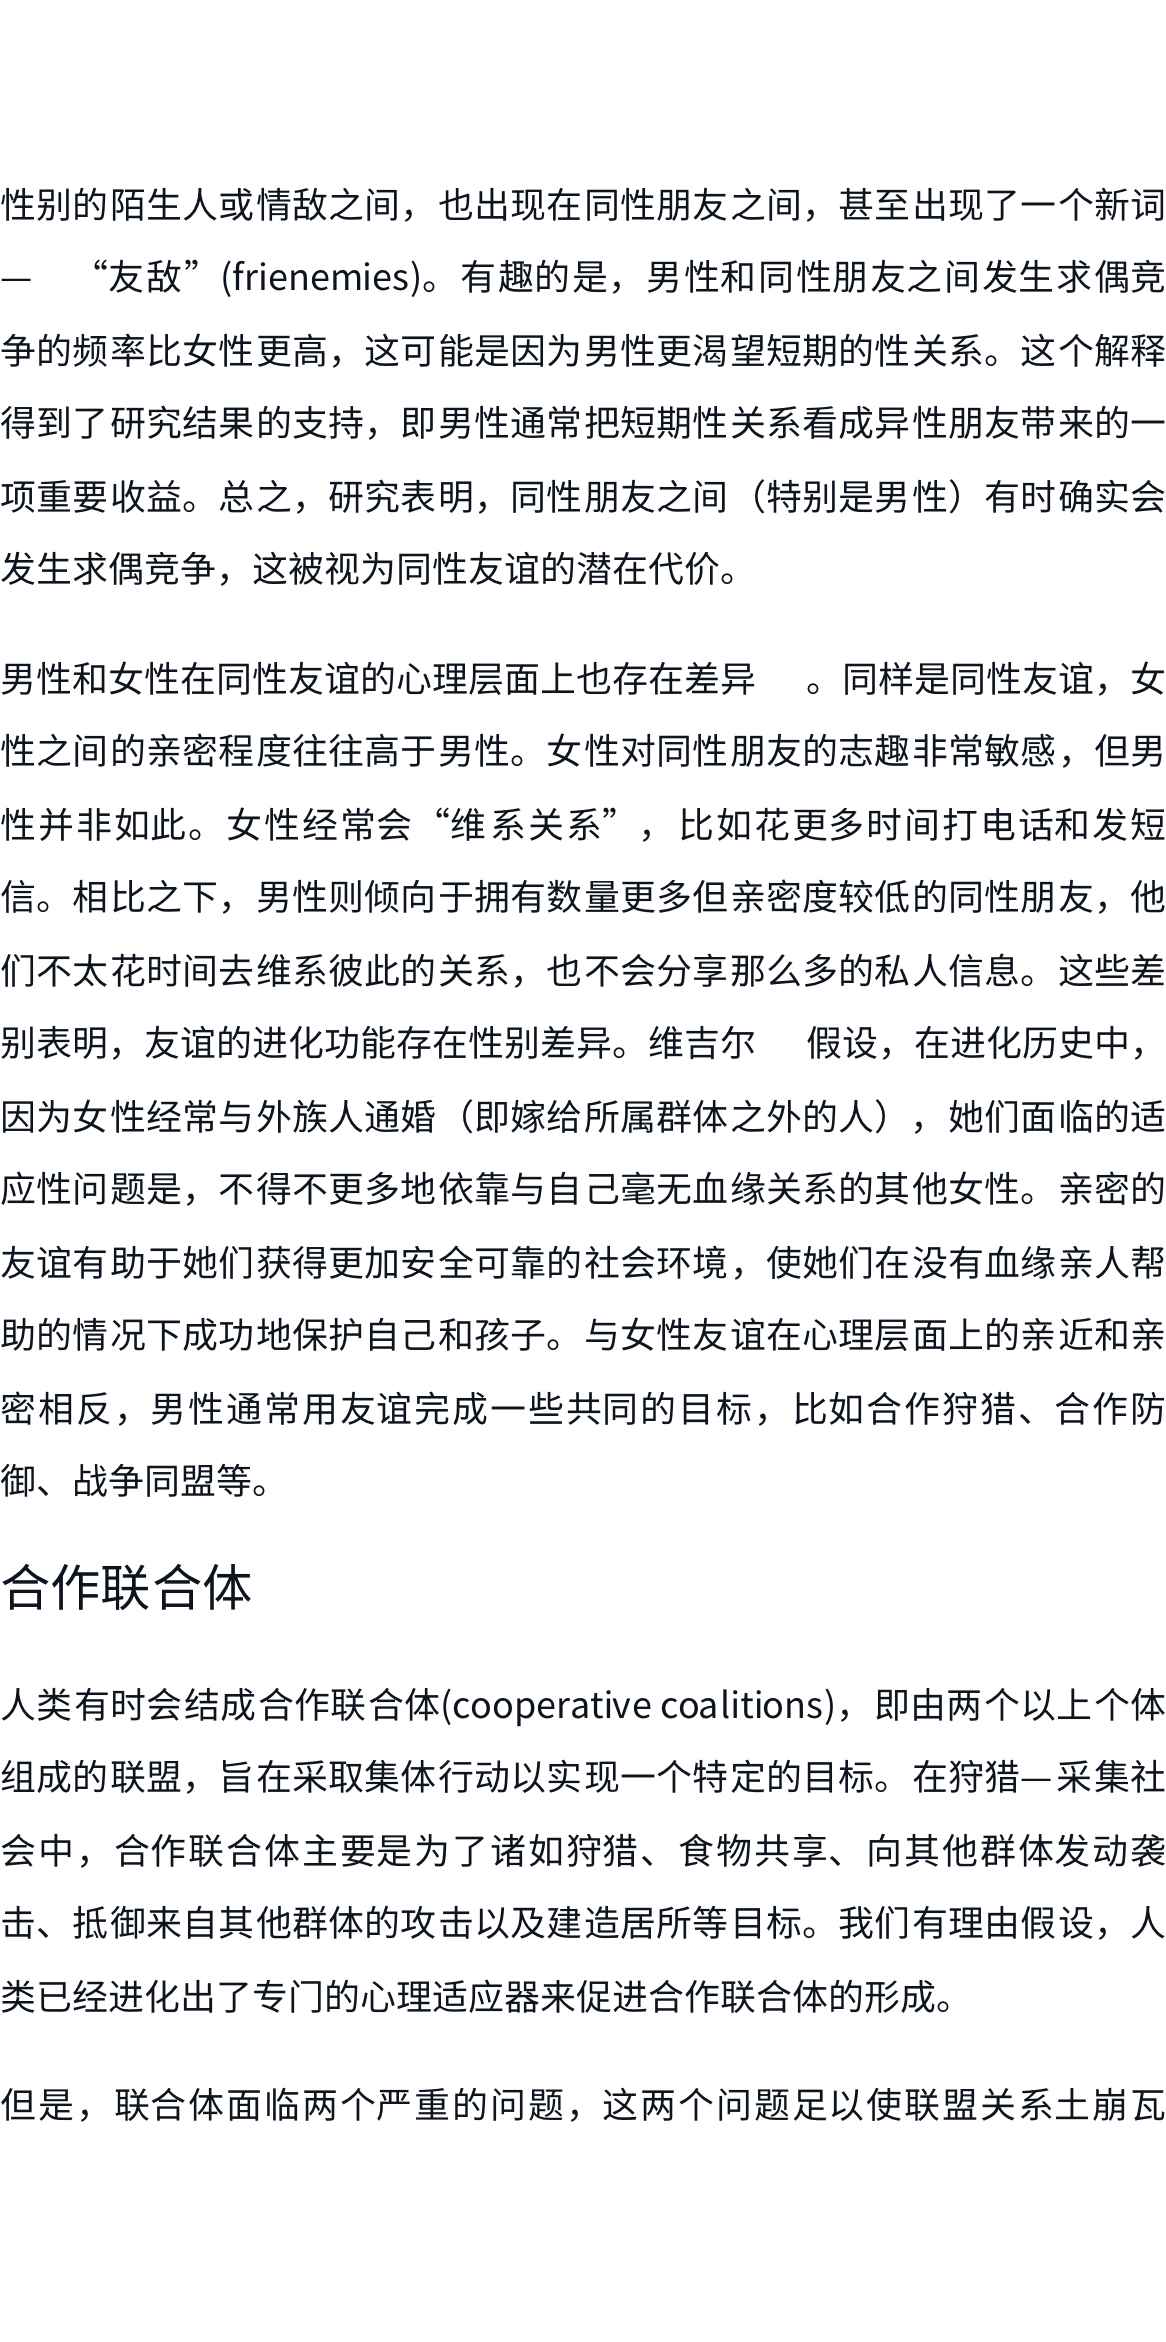 性别的陌生人或情敌之间，也出现在同性朋友之间，甚至出现了一个新词
— “友敌”(frienemies)。有趣的是，男性和同性朋友之间发生求偶竞
争的频率比女性更高，这可能是因为男性更渴望短期的性关系。这个解释
得到了研究结果的支持，即男性通常把短期性关系看成异性朋友带来的一
项重要收益。总之，研究表明，同性朋友之间（特别是男性）有时确实会
发生求偶竞争，这被视为同性友谊的潜在代价。
男性和女性在同性友谊的心理层面上也存在差异 。同样是同性友谊，女
性之间的亲密程度往往高于男性。女性对同性朋友的志趣非常敏感，但男
性并非如此。女性经常会“维系关系”，比如花更多时间打电话和发短
信。相比之下，男性则倾向于拥有数量更多但亲密度较低的同性朋友，他
们不太花时间去维系彼此的关系，也不会分享那么多的私人信息。这些差
别表明，友谊的进化功能存在性别差异。维吉尔 假设，在进化历史中，
因为女性经常与外族人通婚（即嫁给所属群体之外的人），她们面临的适
应性问题是，不得不更多地依靠与自己毫无血缘关系的其他女性。亲密的
友谊有助于她们获得更加安全可靠的社会环境，使她们在没有血缘亲人帮
助的情况下成功地保护自己和孩子。与女性友谊在心理层面上的亲近和亲
密相反，男性通常用友谊完成一些共同的目标，比如合作狩猎、合作防
御、战争同盟等。
合作联合体
人类有时会结成合作联合体(cooperative coalitions)，即由两个以上个体
组成的联盟，旨在采取集体行动以实现一个特定的目标。在狩猎—采集社
会中，合作联合体主要是为了诸如狩猎、食物共享、向其他群体发动袭
击、抵御来自其他群体的攻击以及建造居所等目标。我们有理由假设，人
类已经进化出了专门的心理适应器来促进合作联合体的形成。
但是，联合体面临两个严重的问题，这两个问题足以使联盟关系土崩瓦